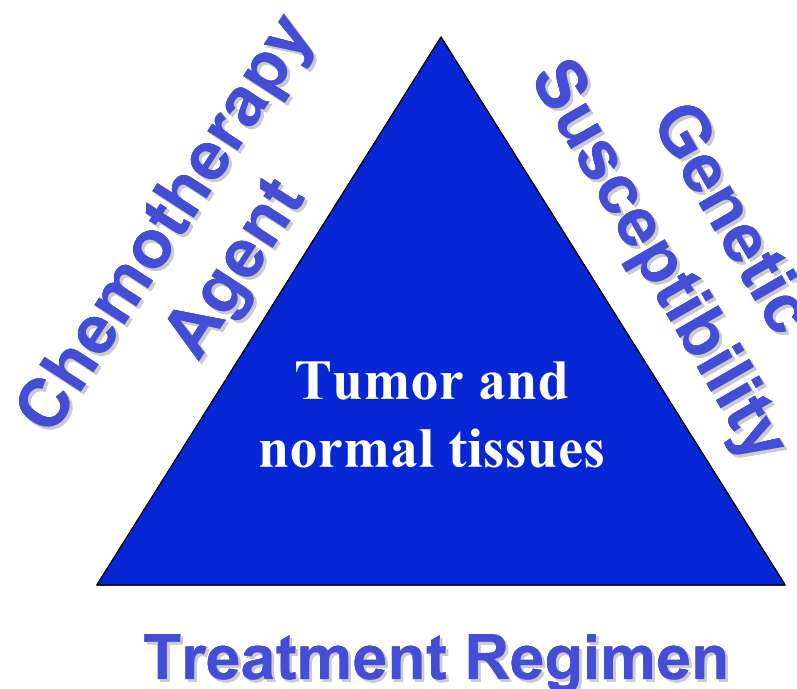 Chemotherapy
Agent
Genetic
Susceptibility
Tumor and
normal tissues
Treatment Regimen